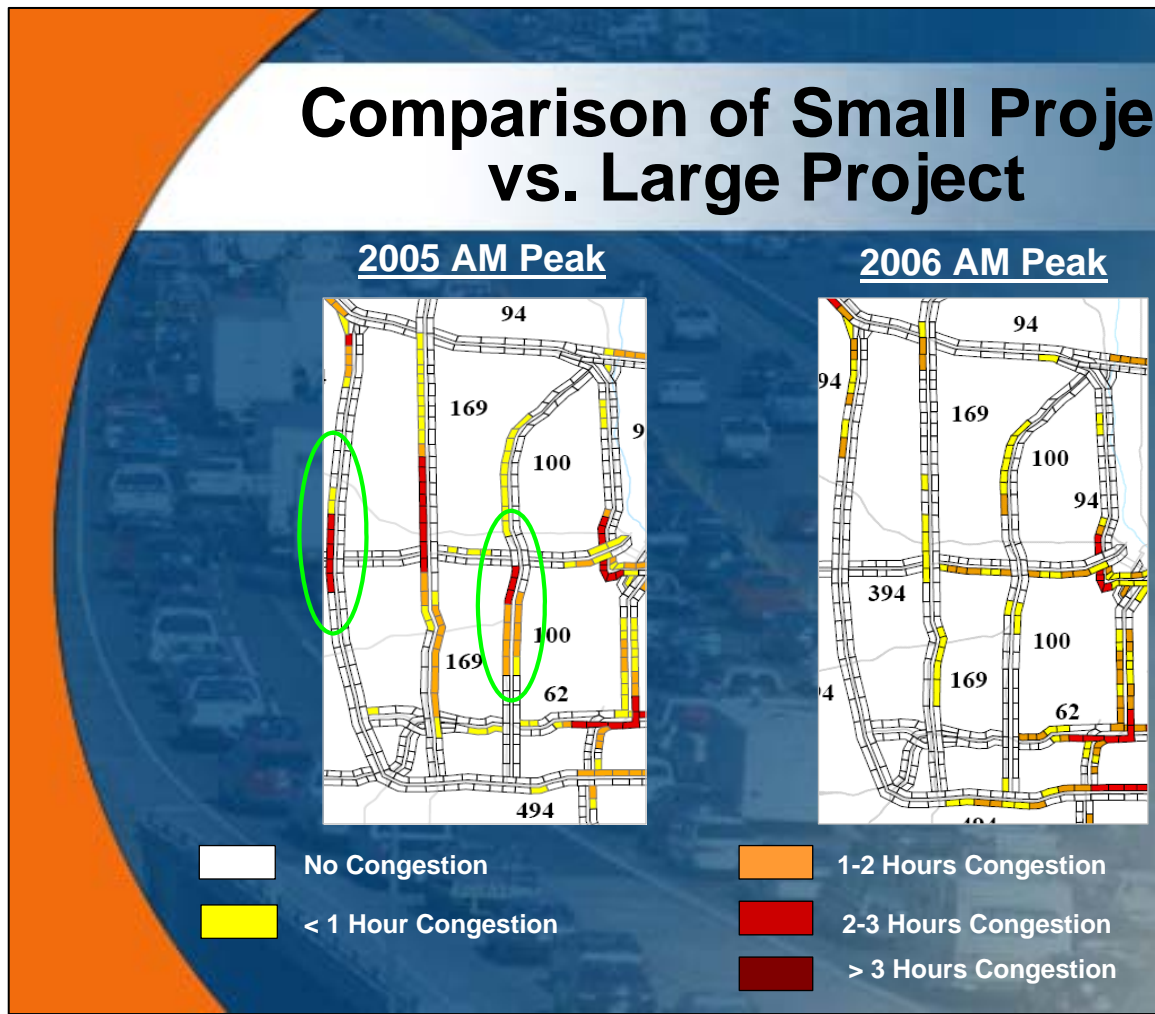 Comparison of Small Proje
vs. Large Project
2005 AM Peak
2006 AM Peak
94
169
100
9
169
100
62
494
94
94
169
100
94
394
100
169
62
No Congestion
< 1 Hour Congestion
1-2 Hours Congestion
2-3 Hours Congestion
> 3 Hours Congestion